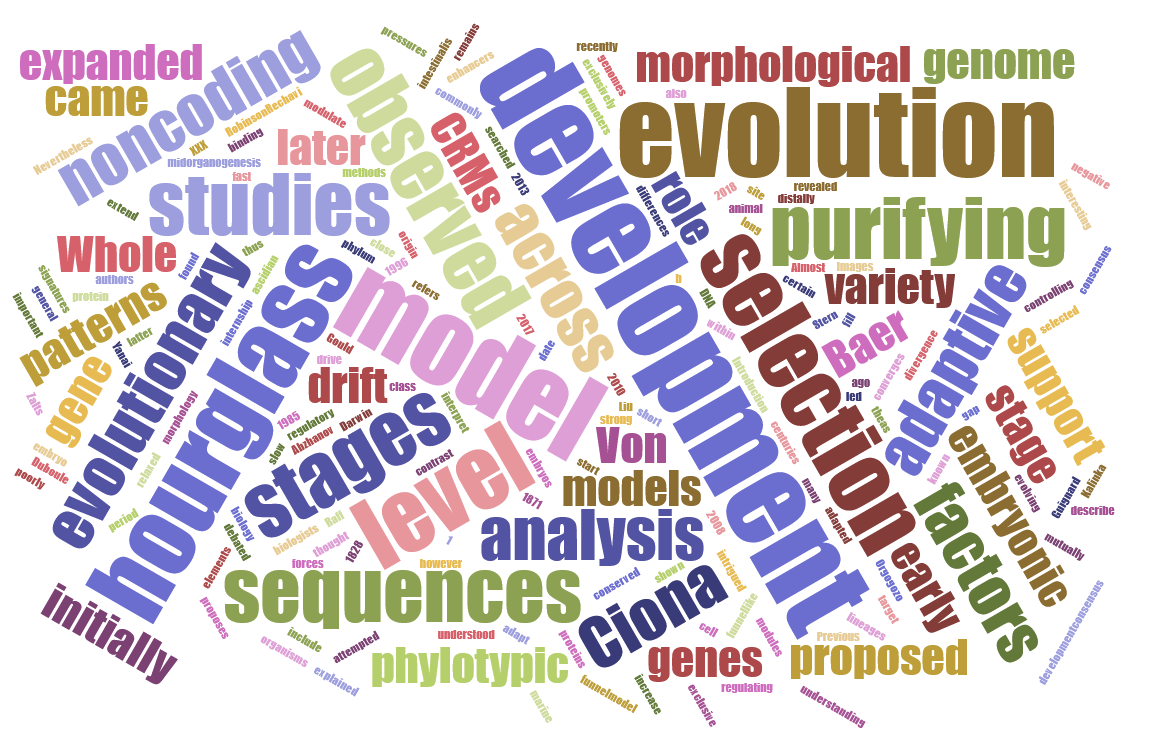 expanded
came
noncoding
observed
development
evolution
morphological
genome
pressures
intestinalis
remains
enhancers
commonly
recently
genomes
exclusively
promoters
also
Nevertheless
XXX
RobinsonRechavi
binding
modulate
midorganogenesis
fast
later
methods
CRMs
searched
2013
studies
extend
across
role
differences
2018
site
revealed
distally
animal
long
purifying
negative
interesting
Whole
authors
thus
found
phylum
close
origin
1996
refers
selection
Almost
Images
certain
variety
b
DNA
Stern
fill
controlling
consensus
signatures
general
important
protein
patterns
latter
Yanai
evolutionary
internship
ascidian
hourglass
model
Gould
drive
2017
date
within
Introduction
Baer
ago
led
converges
divergence
adaptive
selected
support
gene
Zalts
embryo
Duboule
poorly
morphology
relaxed
period
drift
class
1985
regulatory
slow
Abzhanov
Darwin
interpret
2010
Liu
strong
short
theas
gap
known
stage
embryonic
stages
contrast
level
embryos
1871
start
Von
models
centuries
many
adapted
evolving
Guiguard
Kalinka
describe
debated
biology
biologists
Raff
thought
1828
forces
however
1
analysis
2008
intrigued
early
factors
mutually
Orgogozo
target
elements
proposes
sequences
conserved
shown
Ciona
funnellike
lineages
Previous
developmentconsensus
initially
include
organisms
explained
attempted
understood
adapt
phylotypic
proteins
cell
modules
genes
proposed
marine
funnelmodel
increase
exclusive
regulating
understanding